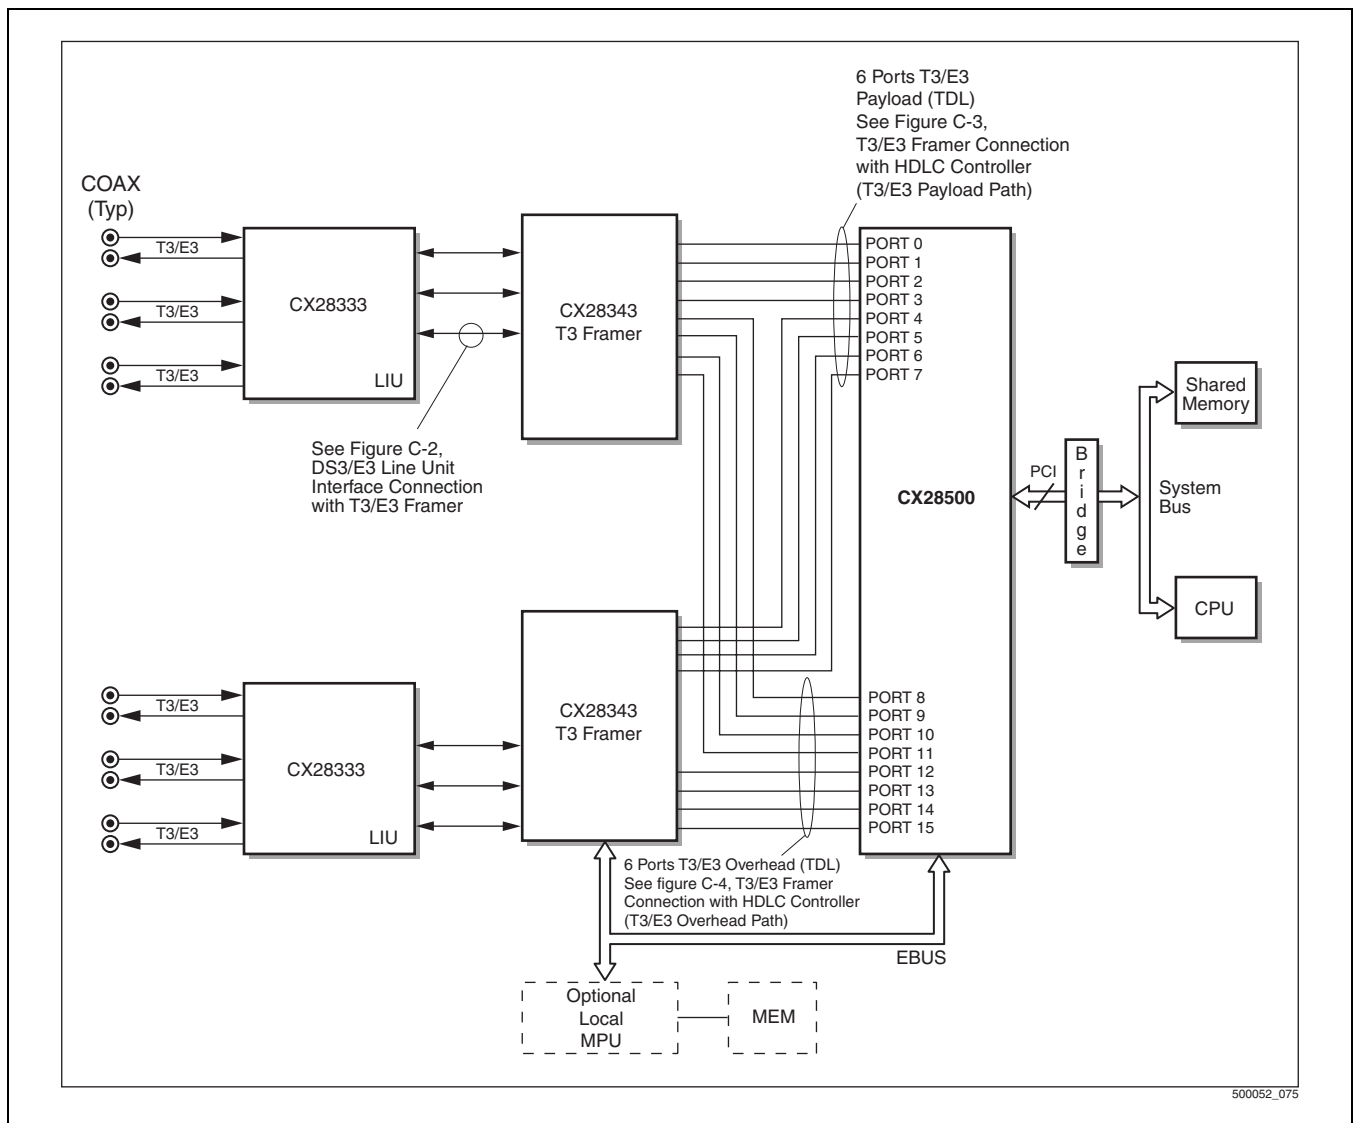 6 Ports T3/E3
Payload (TDL)
See Figure C-3,
T3/E3 Framer Connection
with HDLC Controller
(T3/E3 Payload Path)
COAX
(Typ)
T3/E3
T3/E3
T3/E3
CX28333
LIU
CX28343
T3 Framer
PORT 0
PORT 1
PORT 2
PORT 3
PORT 4
PORT 5
PORT 6
PORT 7
See Figure C-2,
DS3/E3 Line Unit
Interface Connection
with T3/E3 Framer
CX28500
PCI
Bridge
System
Bus
Shared
Memory
CPU
T3/E3
T3/E3
T3/E3
CX28333
LIU
CX28343
T3 Framer
PORT 8
PORT 9
PORT 10
PORT 11
PORT 12
PORT 13
PORT 14
PORT 15
6 Ports T3/E3 Overhead (TDL)
See figure C-4, T3/E3 Framer
Connection with HDLC Controller
(T3/E3 Overhead Path)
EBUS
Optional
Local
MPU
MEM
500052_075